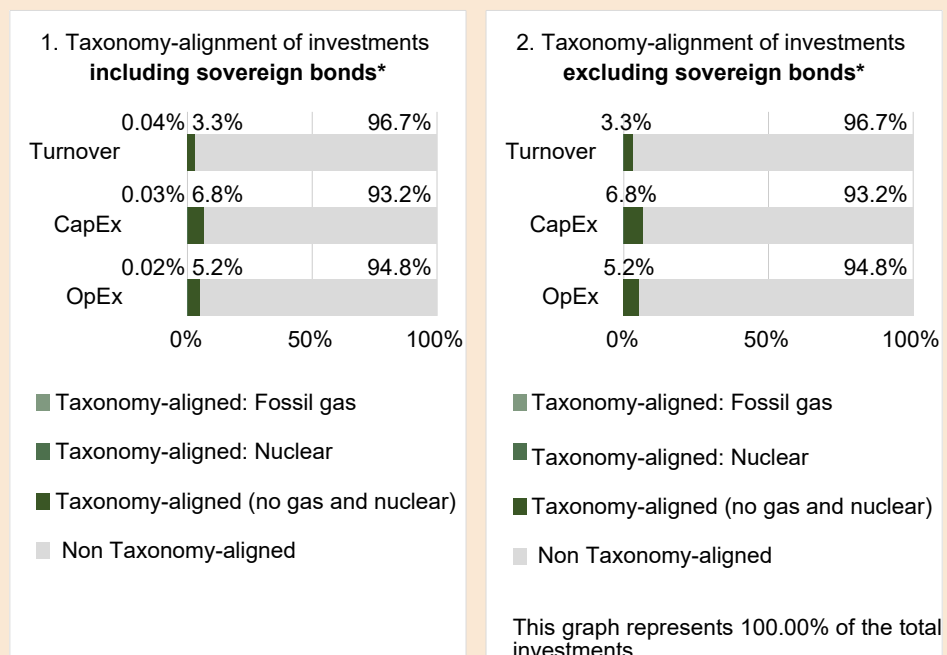 1. Taxonomy-alignment of investments
including sovereign bonds*
0.04% 3.3% 96.7%
Turnover
0.03% 6.8% 93.2%
CapEx
0.02% 5.2% 94.8%
OpEx
0% 50% 100%
Taxonomy-aligned: Fossil gas
Taxonomy-aligned: Nuclear
Taxonomy-aligned (no gas and nuclear)
Non Taxonomy-aligned
2. Taxonomy-alignment of investments
excluding sovereign bonds*
3.3% 96.7%
Turnover
6.8% 93.2%
CapEx
5.2% 94.8%
OpEx
0% 50% 100%
Taxonomy-aligned: Fossil gas
Taxonomy-aligned: Nuclear
Taxonomy-aligned (no gas and nuclear)
Non Taxonomy-aligned
This graph represents 100.00% of the total
investments